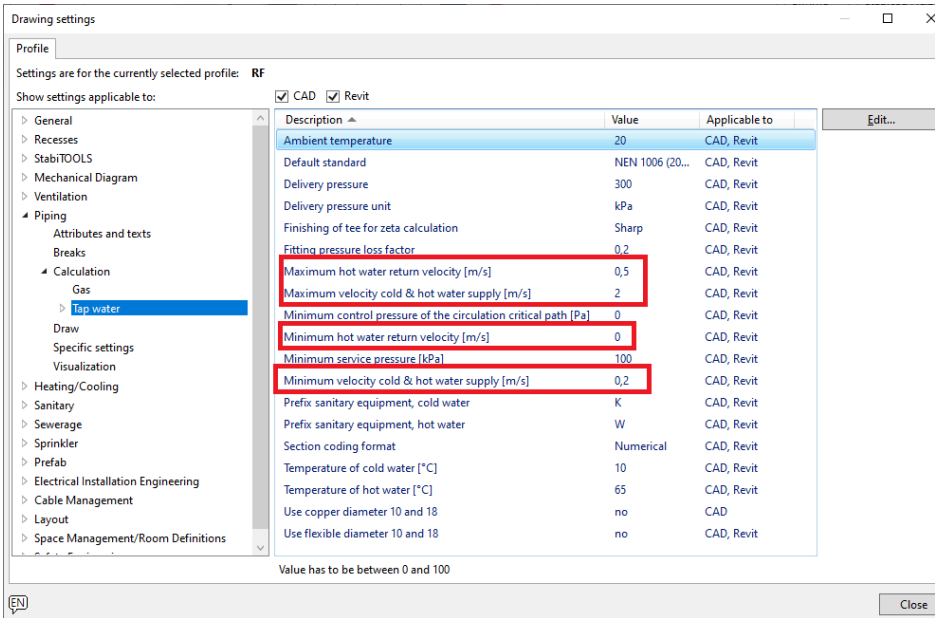 Drawing settings
Profile
Settings are for the currently selected profile: RF
Show settings applicable to:
CAD Revit
General
Recesses
StabiTOOLS
Mechanical Diagram
Ventilation
Piping
Attributes and texts
Breaks
Calculation
Gas
Tap water
Draw
Specific settings
Visualization
Heating/Cooling
Sanitary
Sewerage
Sprinkler
Prefab
Electrical Installation Engineering
Cable Management
Layout
Space Management/Room Definitions
Description Value Applicable to
Ambient temperature 20 CAD, Revit
Default standard NEN 1006 (20... CAD, Revit
Delivery pressure 300 CAD, Revit
Delivery pressure unit kPa CAD, Revit
Finishing of tee for zeta calculation Sharp CAD, Revit
Fitting pressure loss factor 0,2 CAD, Revit
Maximum hot water return velocity [m/s] 0,5 CAD, Revit
Maximum velocity cold & hot water supply [m/s] 2 CAD, Revit
Minimum control pressure of the circulation critical path [Pa] 0 CAD, Revit
Minimum hot water return velocity [m/s] 0 CAD, Revit
Minimum service pressure [kPa] 100 CAD, Revit
Minimum velocity cold & hot water supply [m/s] 0,2 CAD, Revit
Prefix sanitary equipment, cold water K CAD, Revit
Prefix sanitary equipment, hot water W CAD, Revit
Section coding format Numerical CAD, Revit
Temperature of cold water [°C] 10 CAD, Revit
Temperature of hot water [°C] 65 CAD, Revit
Use copper diameter 10 and 18 no CAD
Use flexible diameter 10 and 18 no CAD, Revit
Edit...
Value has to be between 0 and 100
EN
Close